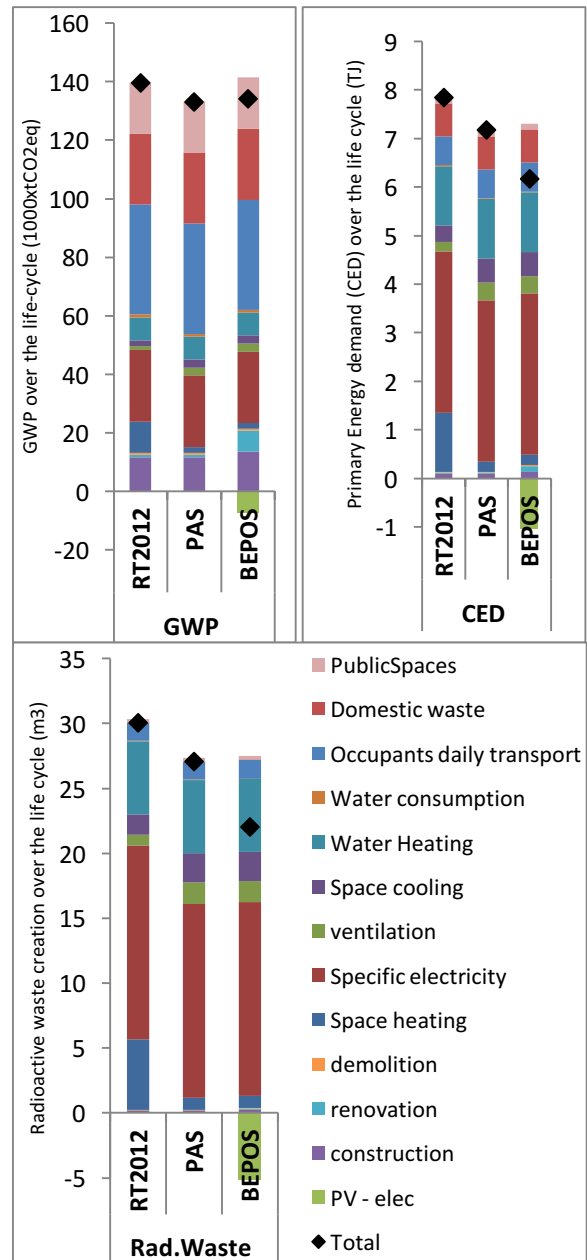 GWP over the life-cycle (1000xtCO2eq)
160
140
120
100
80
60
40
20
0
-20
RT2012
PAS
BEPOS
GWP
Primary Energy demand (CED) over the life cycle (TJ)
9
8
7
6
5
4
3
2
1
0
-1
RT2012
PAS
BEPOS
CED
Radioactive waste creation over the life cycle (m3)
35
30
25
20
15
10
5
0
-5
RT2012
PAS
BEPOS
Rad.Waste
PublicSpaces
Domestic waste
Occupants daily transport
Water consumption
Water Heating
Space cooling
ventilation
Specific electricity
Space heating
demolition
renovation
construction
PV - elec
Total